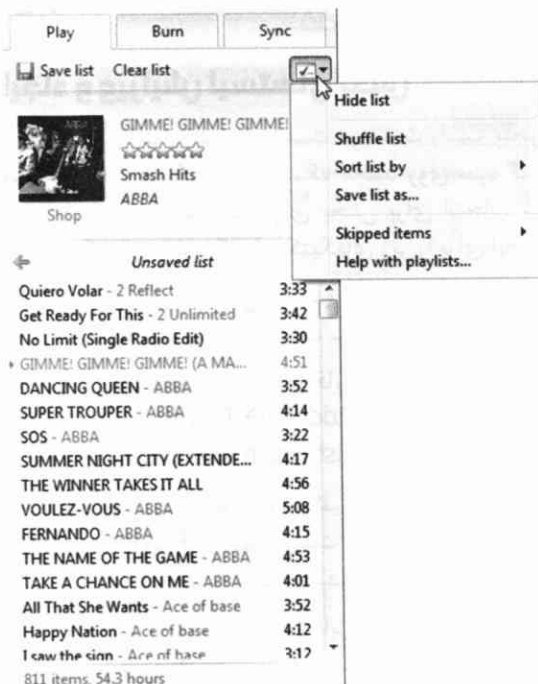 Play Burn Sync
Save list Clear list
Hide list
Shuffle list
Sort list by
Save list as...
Skipped items
Help with playlists...
GIMME! GIMME! GIMME!
Smash Hits
ABBA
Shop
Unsaved list
Quiero Volar - 2 Reflect 3:33
Get Ready For This - 2 Unlimited 3:42
No Limit (Single Radio Edit) 3:30
GIMME! GIMME! GIMME! (A MA... 4:51
DANCING QUEEN - ABBA 3:52
SUPER TROUPER - ABBA 4:14
SOS - ABBA 3:22
SUMMER NIGHT CITY (EXTENDE... 4:17
THE WINNER TAKES IT ALL 4:56
VOULEZ-VOUS - ABBA 5:08
FERNANDO - ABBA 4:15
THE NAME OF THE GAME - ABBA 4:53
TAKE A CHANCE ON ME - ABBA 4:01
All That She Wants - Ace of base 3:52
Happy Nation - Ace of base 4:12
I saw the sign - Ace of base 3:12
811 items, 54.3 hours